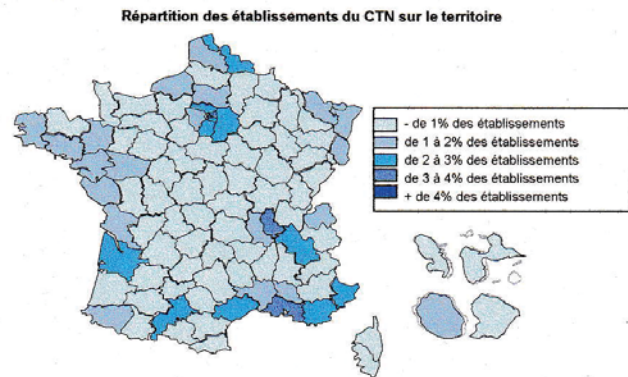 Répartition des établissements du CTN sur le territoire
- de 1% des établissements
de 1 à 2% des établissements
de 2 à 3% des établissements
de 3 à 4% des établissements
+ de 4% des établissements